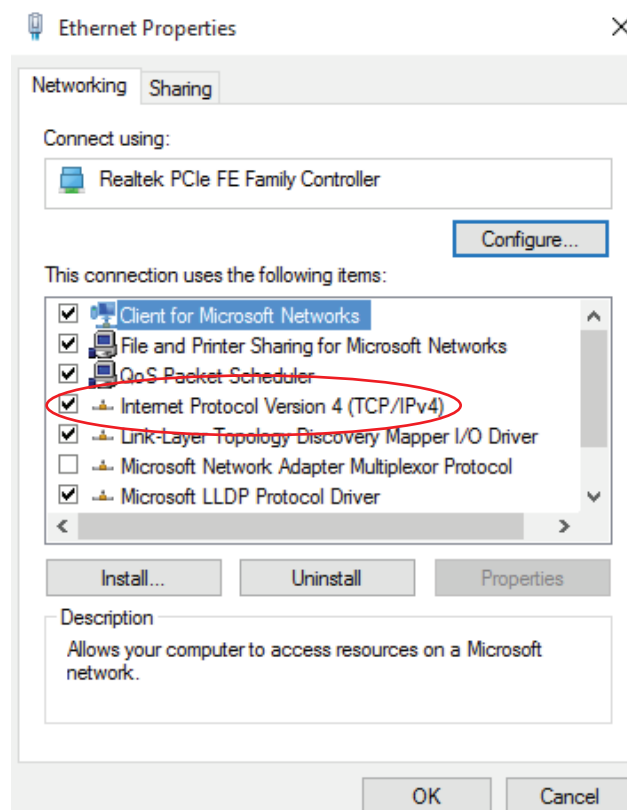 Ethernet Properties
Networking
Sharing
Connect using:
Realtek PCIe FE Family Controller
Configure...
This connection uses the following items:
Client for Microsoft Networks
File and Printer Sharing for Microsoft Networks
QoS Packet Scheduler
Internet Protocol Version 4 (TCP/IPv4)
Link-Layer Topology Discovery Mapper I/O Driver
Microsoft Network Adapter Multiplexor Protocol
Microsoft LLDP Protocol Driver
Install...
Uninstall
Properties
Description
Allows your computer to access resources on a Microsoft
network.
OK
Cancel